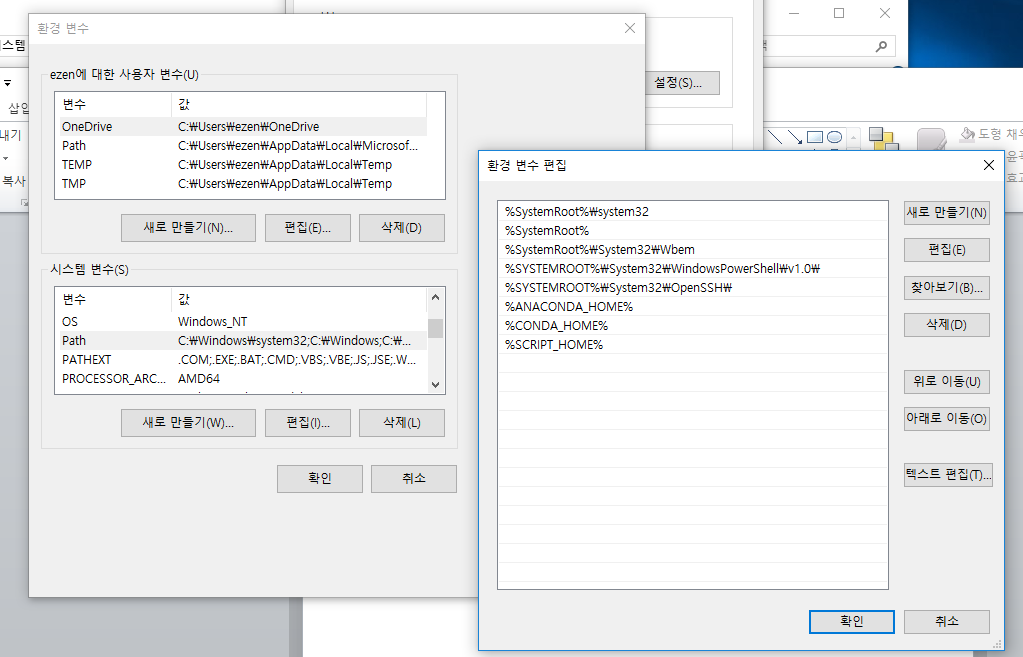 환경 변수
스템
삽입
내기
복사
ezen에 대한 사용자 변수(U)
변수 값
OneDrive C:₩Users₩ezen₩OneDrive
Path C:₩Users₩ezen₩AppData₩Local₩Microsof...
TEMP C:₩Users₩ezen₩AppData₩Local₩Temp
TMP C:₩Users₩ezen₩AppData₩Local₩Temp
새로 만들기(N)... 편집(E)... 삭제(D)
시스템 변수(S)
변수 값
OS Windows_NT
Path C:₩Windows₩system32;C:₩Windows;C:₩...
PATHEXT .COM;.EXE;.BAT;.CMD;.VBS;.VBE;.JS;.JSE;.W...
PROCESSOR_ARC... AMD64
새로 만들기(W)... 편집(I)... 삭제(L)
확인 취소
설정(S)...
도형 채우
윤곽
효과
환경 변수 편집
%SystemRoot%₩system32
%SystemRoot%
%SystemRoot%₩System32₩Wbem
%SYSTEMROOT%₩System32₩WindowsPowerShell₩v1.0₩
%SYSTEMROOT%₩System32₩OpenSSH₩
%ANACONDA_HOME%
%CONDA_HOME%
%SCRIPT_HOME%
새로 만들기(N)
편집(E)
찾아보기(B)...
삭제(D)
위로 이동(U)
아래로 이동(O)
텍스트 편집(T)...
확인 취소